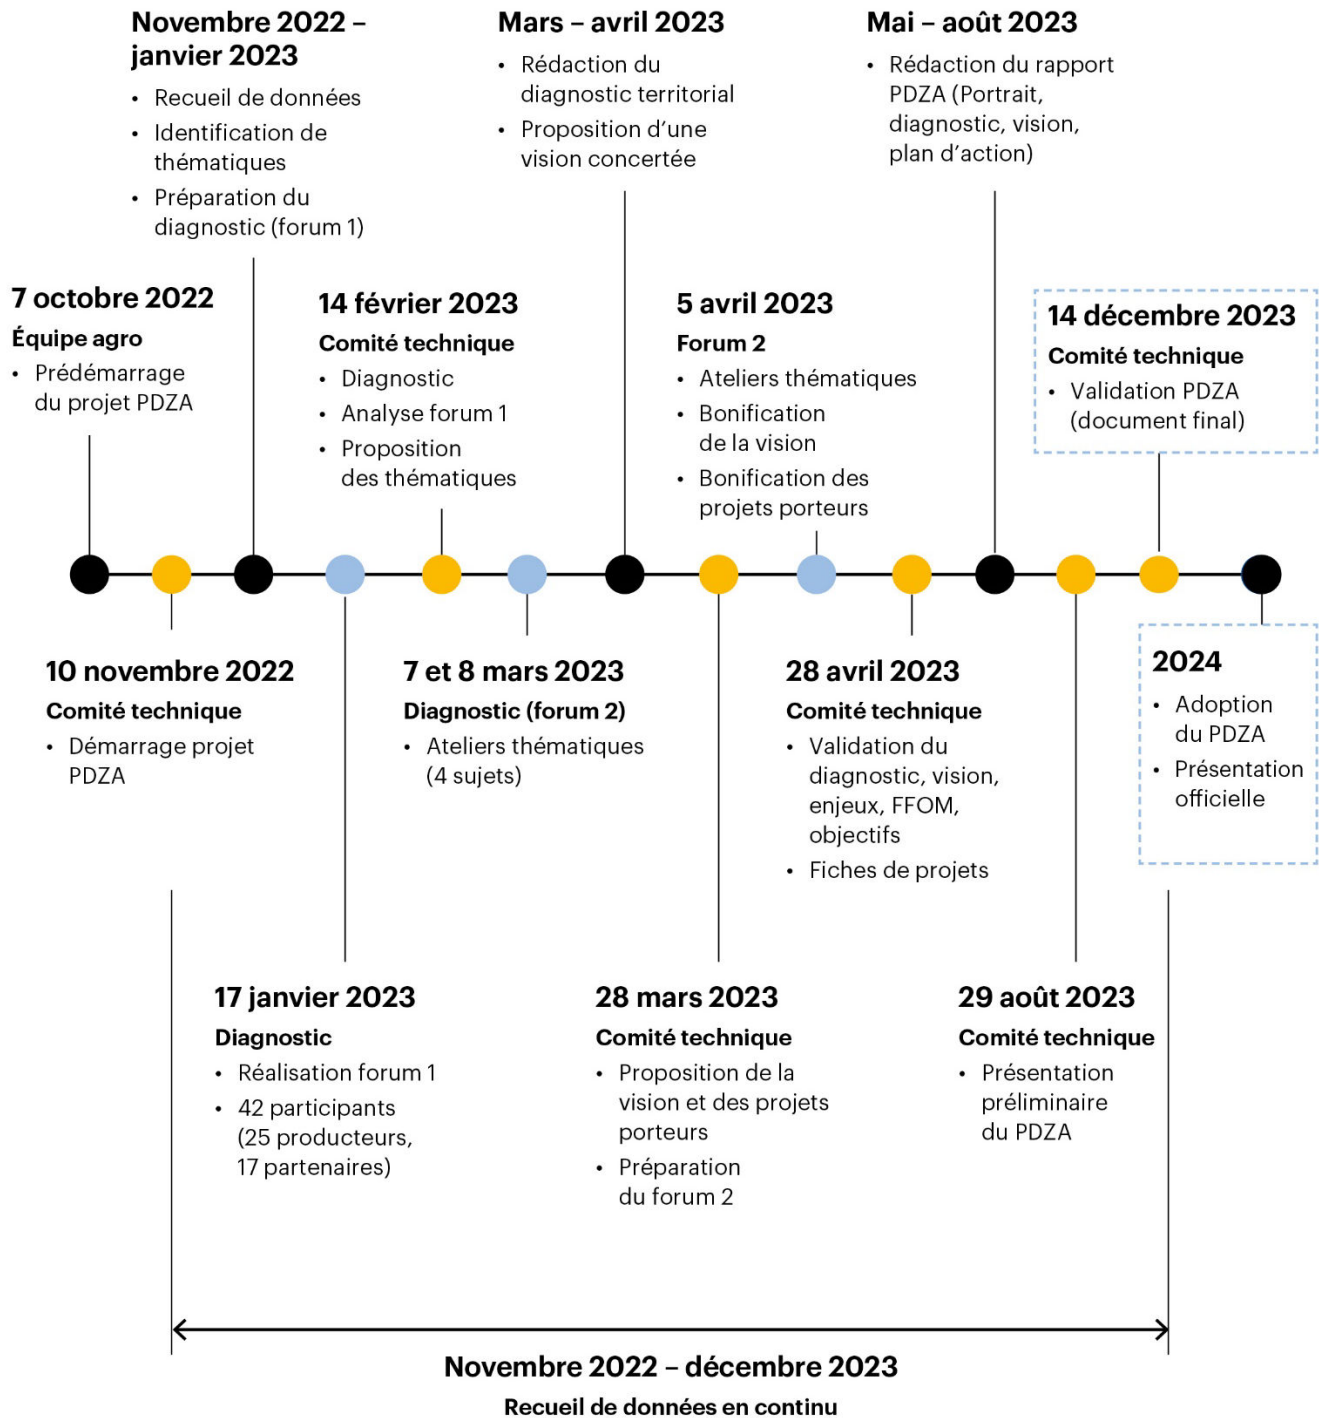 Novembre 2022 –
janvier 2023
• Recueil de données
• Identification de
thématiques
• Préparation du
diagnostic (forum 1)
Mars – avril 2023
• Rédaction du
diagnostic territorial
• Proposition d’une
vision concertée
Mai – août 2023
• Rédaction du rapport
PDZA (Portrait,
diagnostic, vision,
plan d’action)
7 octobre 2022
Équipe agro
• Prédémarrage
du projet PDZA
14 février 2023
Comité technique
• Diagnostic
• Analyse forum 1
• Proposition
des thématiques
5 avril 2023
Forum 2
• Ateliers thématiques
• Bonification
de la vision
• Bonification des
projets porteurs
14 décembre 2023
Comité technique
• Validation PDZA
(document final)
10 novembre 2022
Comité technique
• Démarrage projet
PDZA
7 et 8 mars 2023
Diagnostic (forum 2)
• Ateliers thématiques
(4 sujets)
28 avril 2023
Comité technique
• Validation du
diagnostic, vision,
enjeux, FFOM,
objectifs
• Fiches de projets
2024
• Adoption
du PDZA
• Présentation
officielle
17 janvier 2023
Diagnostic
• Réalisation forum 1
• 42 participants
(25 producteurs,
17 partenaires)
28 mars 2023
Comité technique
• Proposition de la
vision et des projets
porteurs
• Préparation
du forum 2
29 août 2023
Comité technique
• Présentation
préliminaire
du PDZA
Novembre 2022 – décembre 2023
Recueil de données en continu